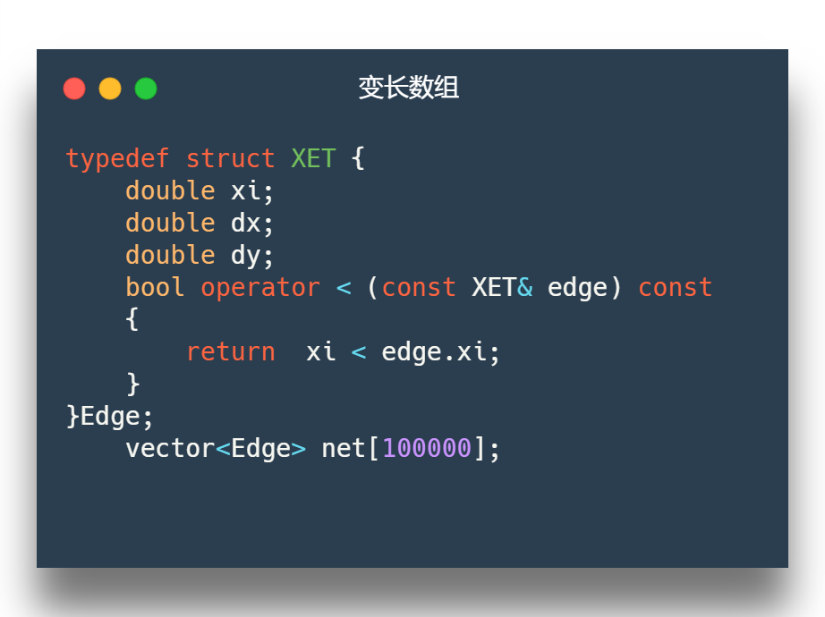 变长数组
typedef struct XET {
    double xi;
    double dx;
    double dy;
    bool operator < (const XET& edge) const
    {
        return  xi < edge.xi;
    }
}Edge;
    vector<Edge> net[100000];